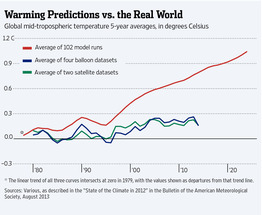 Warming Predictions vs. the Real World
Global mid-tropospheric temperature 5-year averages, in degrees Celsius
1.2 C
Average of 102 model runs
0.9
Average of four balloon datasets
Average of two satellite datasets
0.6
0.3
0.0
-0.3
'80
'90
'00
'10
'20
* The linear trend of all three curves intersects at zero in 1979, with the values shown as departures from that trend line.
Sources: Various, as described in the "State of the Climate in 2012" in the Bulletin of the American Meteorological
Society, August 2013